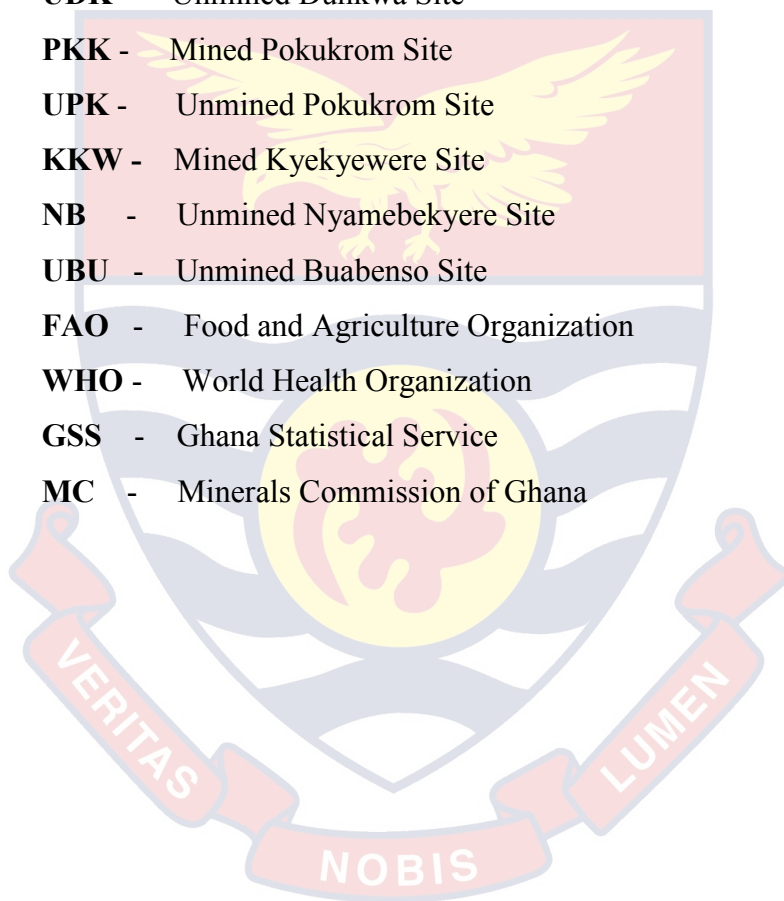 PKK - Mined Pokukrom Site
UPK - Unmined Pokukrom Site
KKW - Mined Kyekyewere Site
NB - Unmined Nyamebekyere Site
UBU - Unmined Buabenso Site
FAO - Food and Agriculture Organization
WHO - World Health Organization
GSS - Ghana Statistical Service
MC - Minerals Commission of Ghana
VERITAS
NOBIS
LUMEN